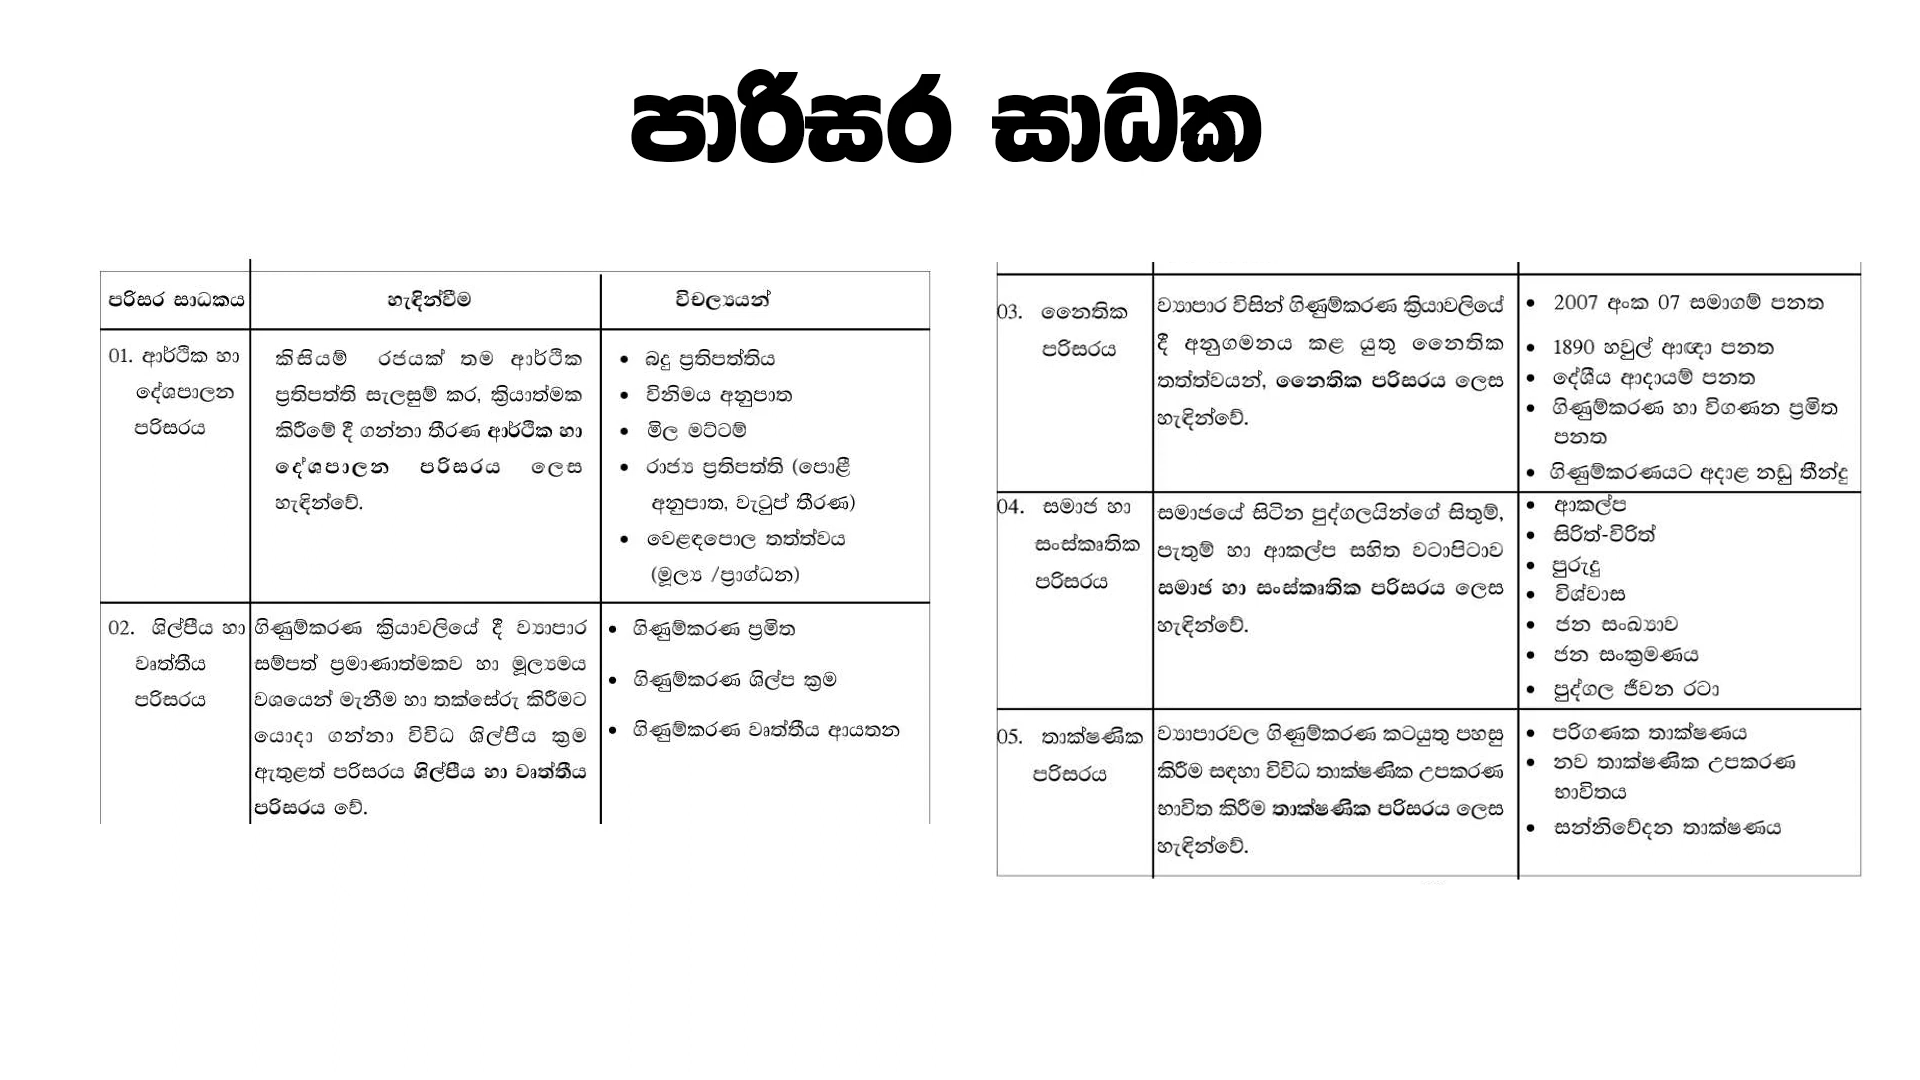 පාරිසර සාධක
පරිසර සාධකය
හැඳින්වීම
විචල්‍යයන්
01. ආර්ථික හා
දේශපාලන
පරිසරය
කිසියම් රජයක් තම ආර්ථික
ප්‍රතිපත්ති සැලසුම් කර, ක්‍රියාත්මක
කිරීමේ දී ගන්නා තීරණ ආර්ථික හා
දේශපාලන පරිසරය ලෙස
හැඳින්වේ.
• බදු ප්‍රතිපත්තිය
• විනිමය අනුපාත
• මිල මට්ටම්
• රාජ්‍ය ප්‍රතිපත්ති (පොළී
අනුපාත, වැටුප් තීරණ)
• වෙළඳපොල තත්ත්වය
(මූල්‍ය /ප්‍රාග්ධන)
02. ශිල්පීය හා
වෘත්තීය
පරිසරය
ගිණුම්කරණ ක්‍රියාවලියේ දී ව්‍යාපාර
සම්පත් ප්‍රමාණාත්මකව හා මූල්‍යමය
වශයෙන් මැනීම හා තක්සේරු කිරීමට
යොදා ගන්නා විවිධ ශිල්පීය ක්‍රම
ඇතුළත් පරිසරය ශිල්පීය හා වෘත්තීය
පරිසරය වේ.
• ගිණුම්කරණ ප්‍රමිත
• ගිණුම්කරණ ශිල්ප ක්‍රම
• ගිණුම්කරණ වෘත්තීය ආයතන
03. නෛතික
පරිසරය
ව්‍යාපාර විසින් ගිණුම්කරණ ක්‍රියාවලියේ
දී අනුගමනය කළ යුතු නෛතික
තත්ත්වයන්, නෛතික පරිසරය ලෙස
හැඳින්වේ.
• 2007 අංක 07 සමාගම් පනත
• 1890 හවුල් ආඥා පනත
• දේශීය ආදායම් පනත
• ගිණුම්කරණ හා විගණන ප්‍රමිත
පනත
• ගිණුම්කරණයට අදාළ නඩු තීන්දු
04. සමාජ හා
සංස්කෘතික
පරිසරය
සමාජයේ සිටින පුද්ගලයින්ගේ සිතුම්,
පැතුම් හා ආකල්ප සහිත වටාපිටාව
සමාජ හා සංස්කෘතික පරිසරය ලෙස
හැඳින්වේ.
• ආකල්ප
• සිරිත්-විරිත්
• පුරුදු
• විශ්වාස
• ජන සංඛ්‍යාව
• ජන සංක්‍රමණය
• පුද්ගල ජීවන රටා
05. තාක්ෂණික
පරිසරය
ව්‍යාපාරවල ගිණුම්කරණ කටයුතු පහසු
කිරීම සඳහා විවිධ තාක්ෂණික උපකරණ
භාවිත කිරීම තාක්ෂණික පරිසරය ලෙස
හැඳින්වේ.
• පරිගණක තාක්ෂණය
• නව තාක්ෂණික උපකරණ
භාවිතය
• සන්නිවේදන තාක්ෂණය